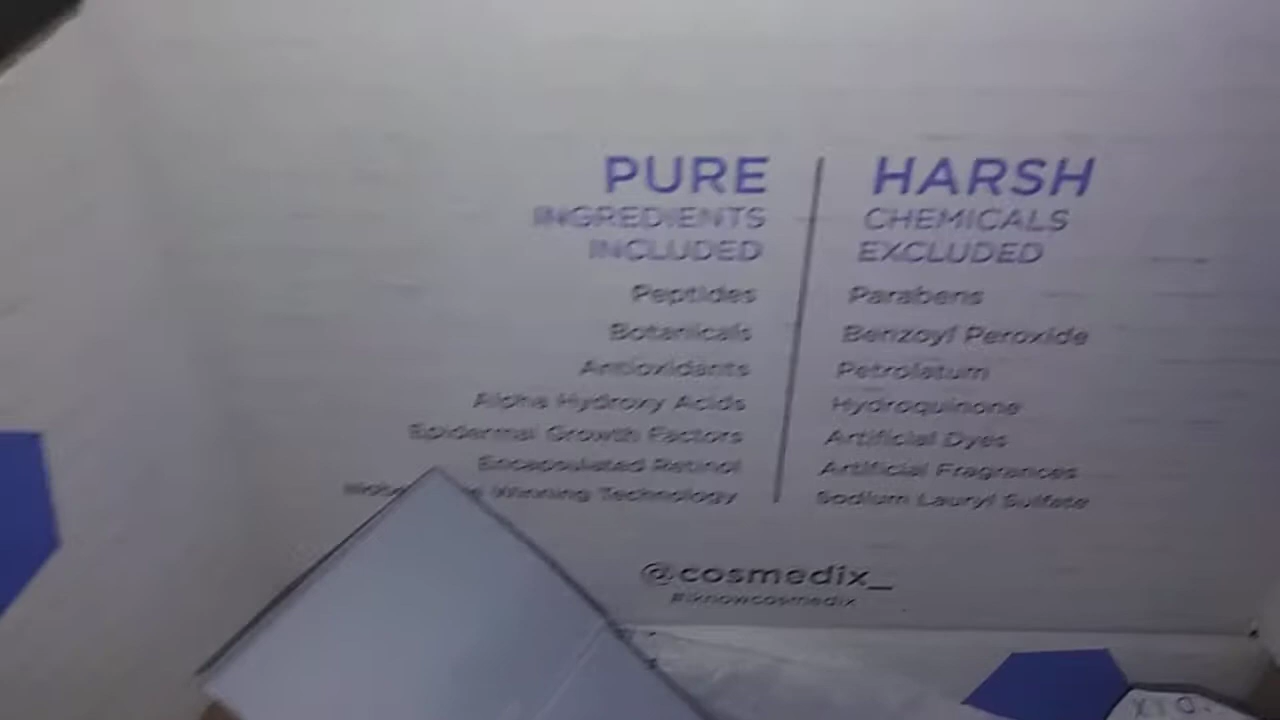 PURE
INGREDIENTS
INCLUDED
Peptides
Botanicals
Antioxidants
Alpha Hydroxy Acids
Epidermal Growth Factors
Encapsulated Retinol
Winning Technology
HARSH
CHEMICALS
EXCLUDED
Parabens
Benzoyl Peroxide
Petrolatum
Hydroquinone
Artificial Dyes
Artificial Fragrances
Sodium Lauryl Sulfate
@cosmedix_
#iknowcosmedix